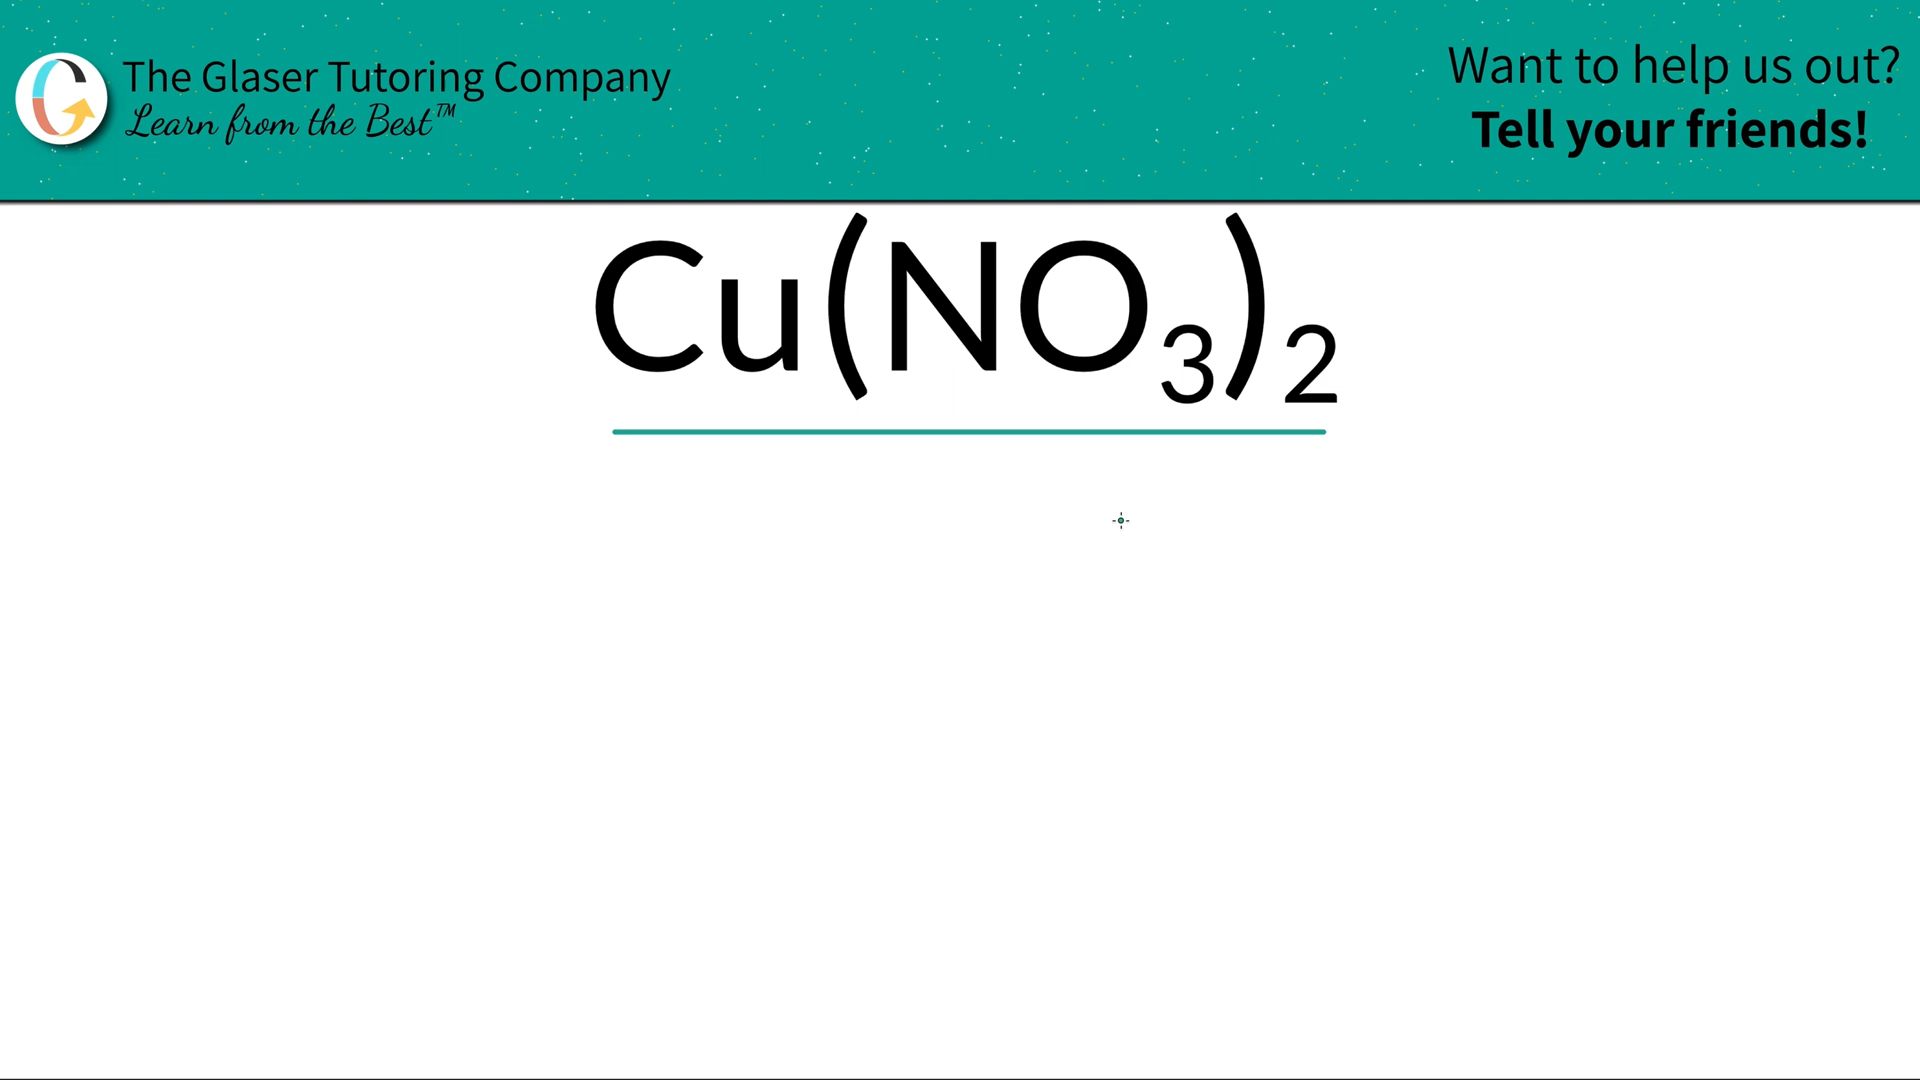 The Glaser Tutoring Company
Learn from the Best™
Want to help us out?
Tell your friends!
Cu(NO₃)₂